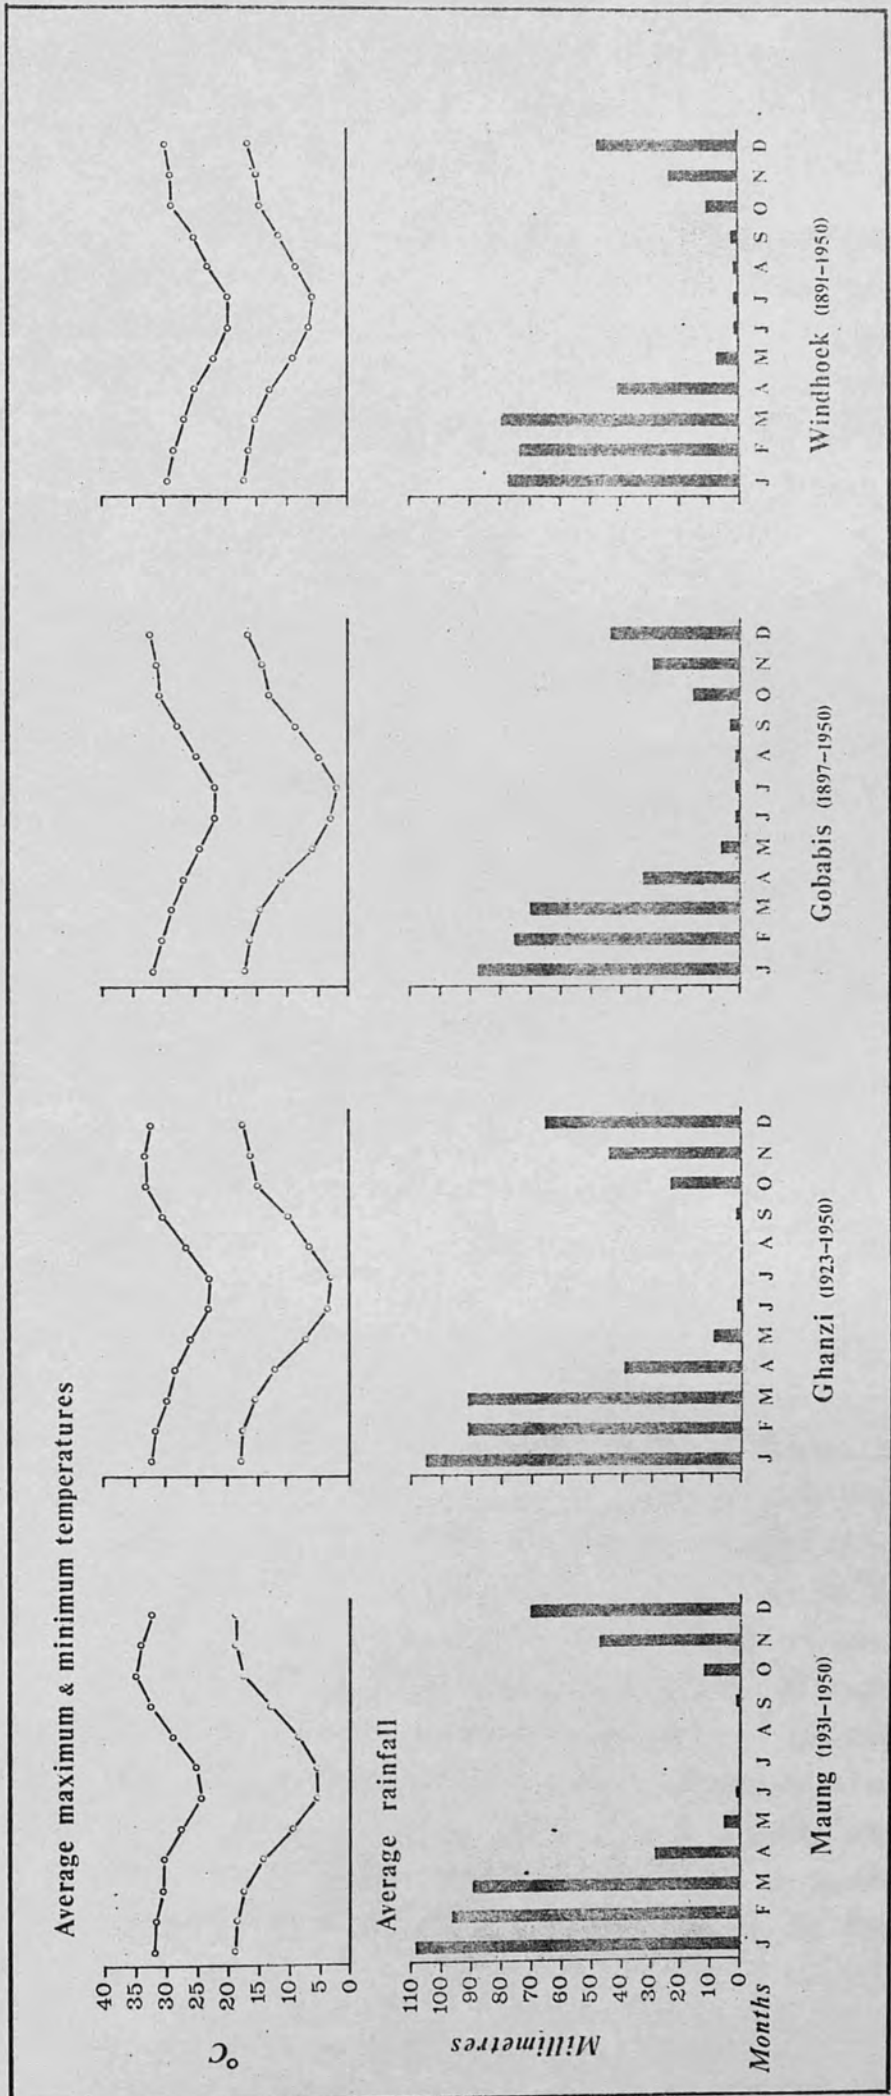 Average maximum & minimum temperatures
40
35
30
25
20
15
10
5
0
°C
Average rainfall
110
100
90
80
70
60
50
40
30
20
10
0
Millimetres
Months
J F M A M J J A S O N D
J F M A M J J A S O N D
J F M A M J J A S O N D
J F M A M J J A S O N D
Maung (1931-1950)
Ghanzi (1923-1950)
Gobabis (1897-1950)
Windhoek (1891-1950)